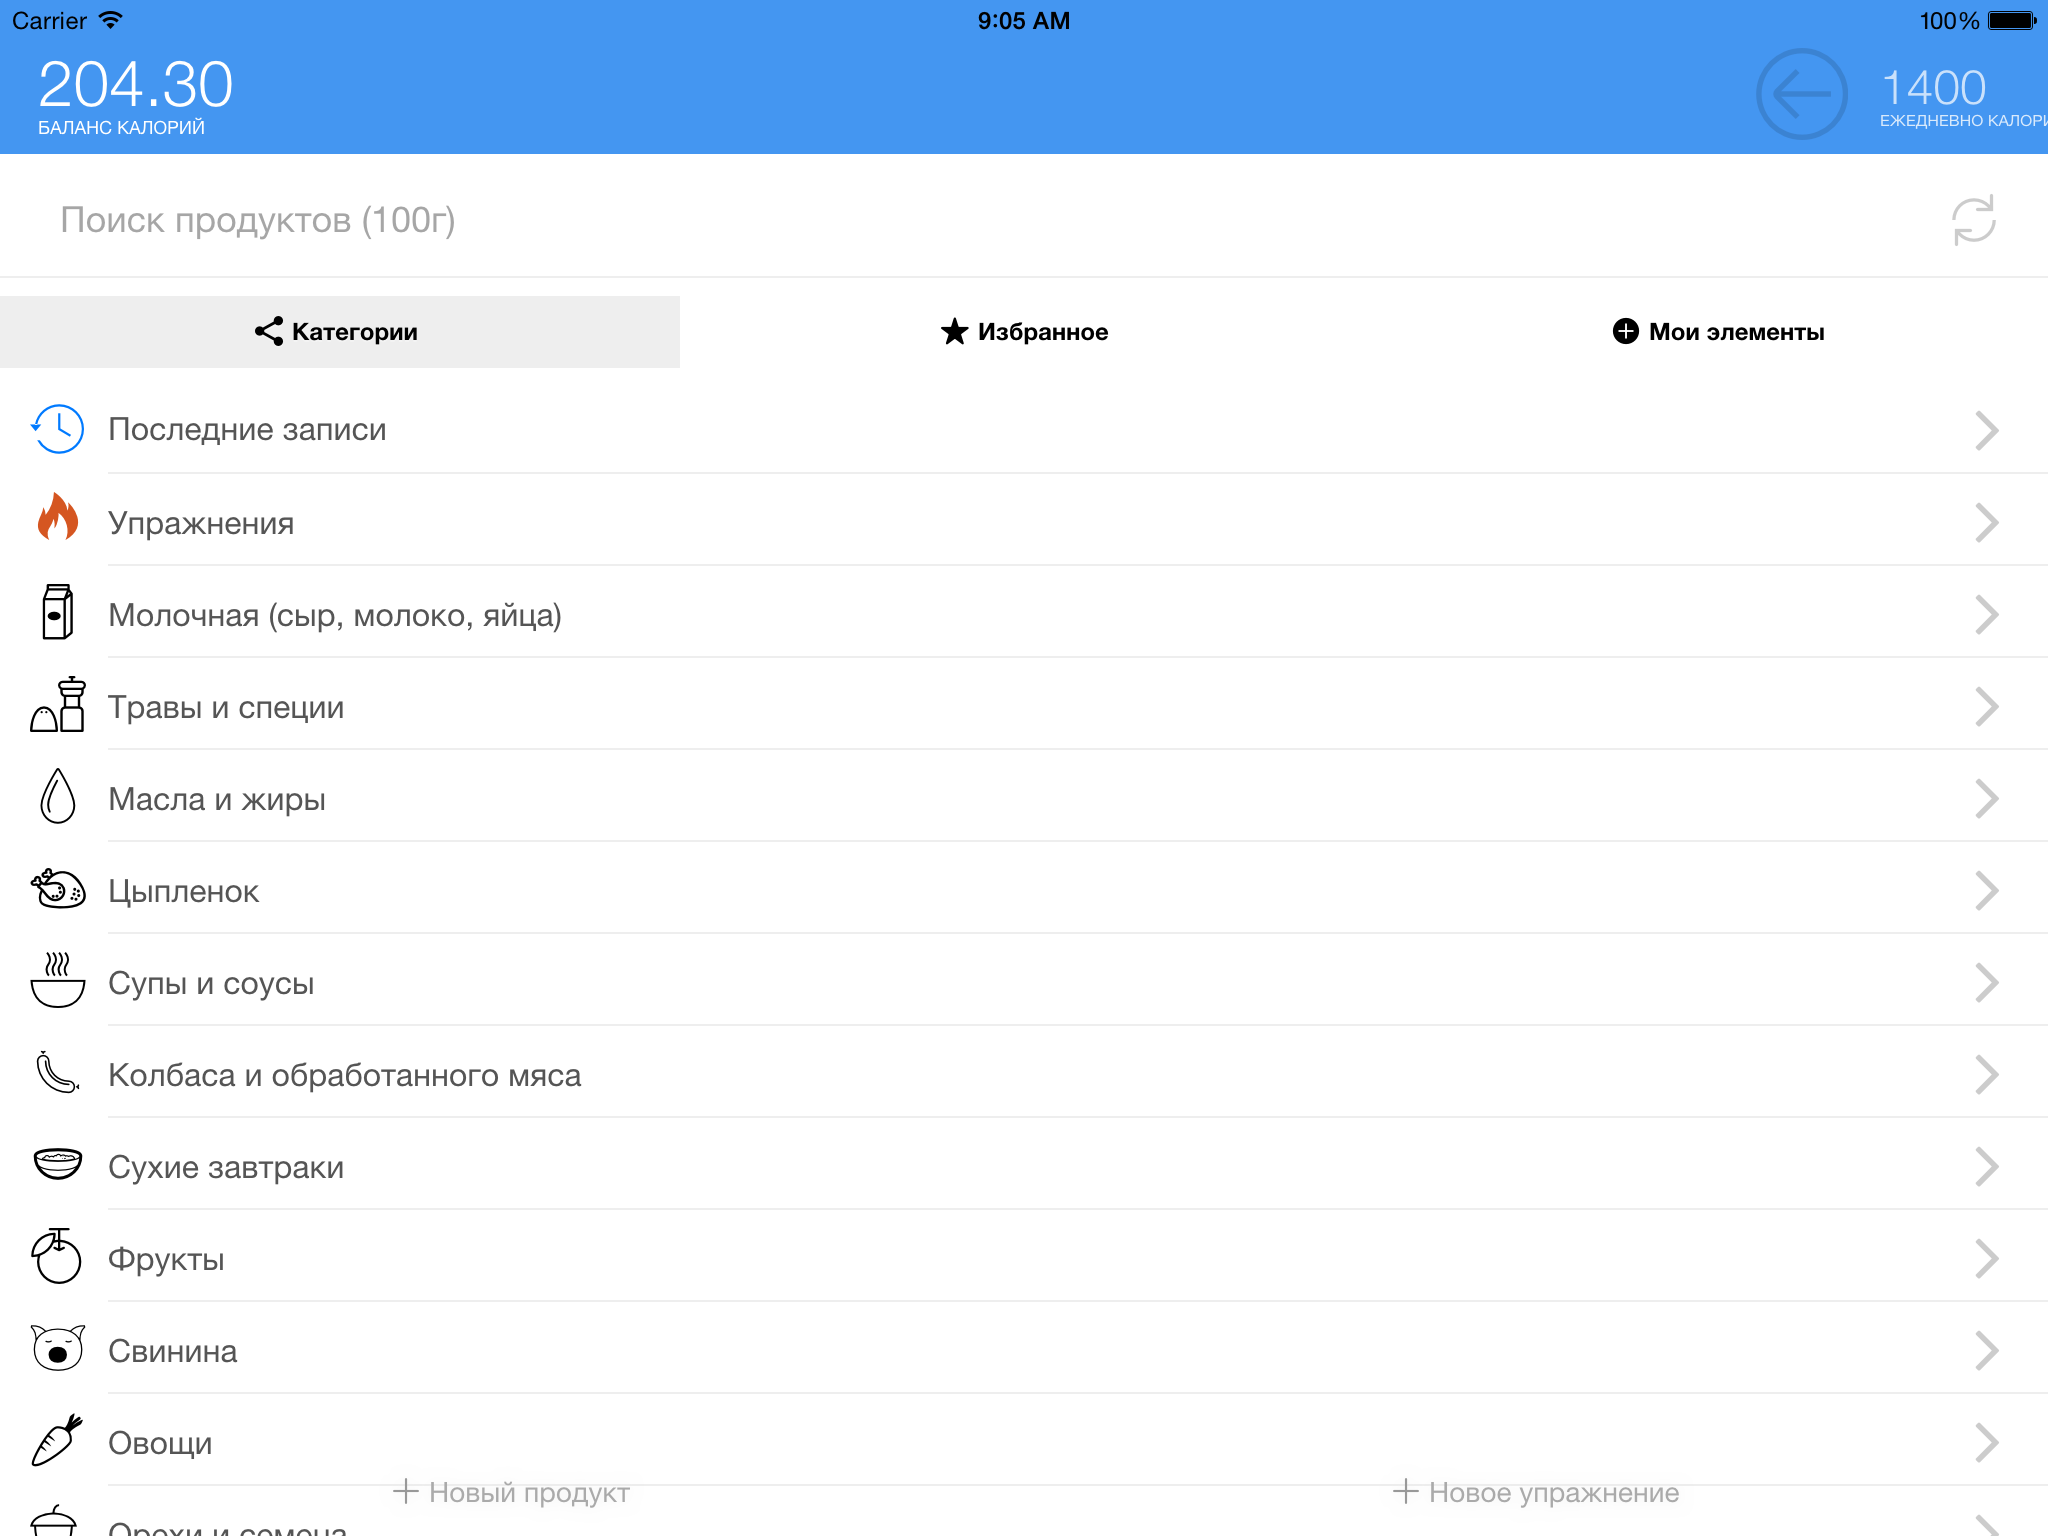 Carrier 9:05 AM 100%
204.30
БАЛАНС КАЛОРИЙ
1400
ЕЖЕДНЕВНО
Поиск продуктов (100г)
Категории
Избранное
Мои элементы
Последние записи
Упражнения
Молочная (сыр, молоко, яйца)
Травы и специи
Масла и жиры
Цыпленок
Супы и соусы
Колбаса и обработанного мяса
Сухие завтраки
Фрукты
Свинина
Овощи
Новый продукт
Новое упражнение
Орехи и семена